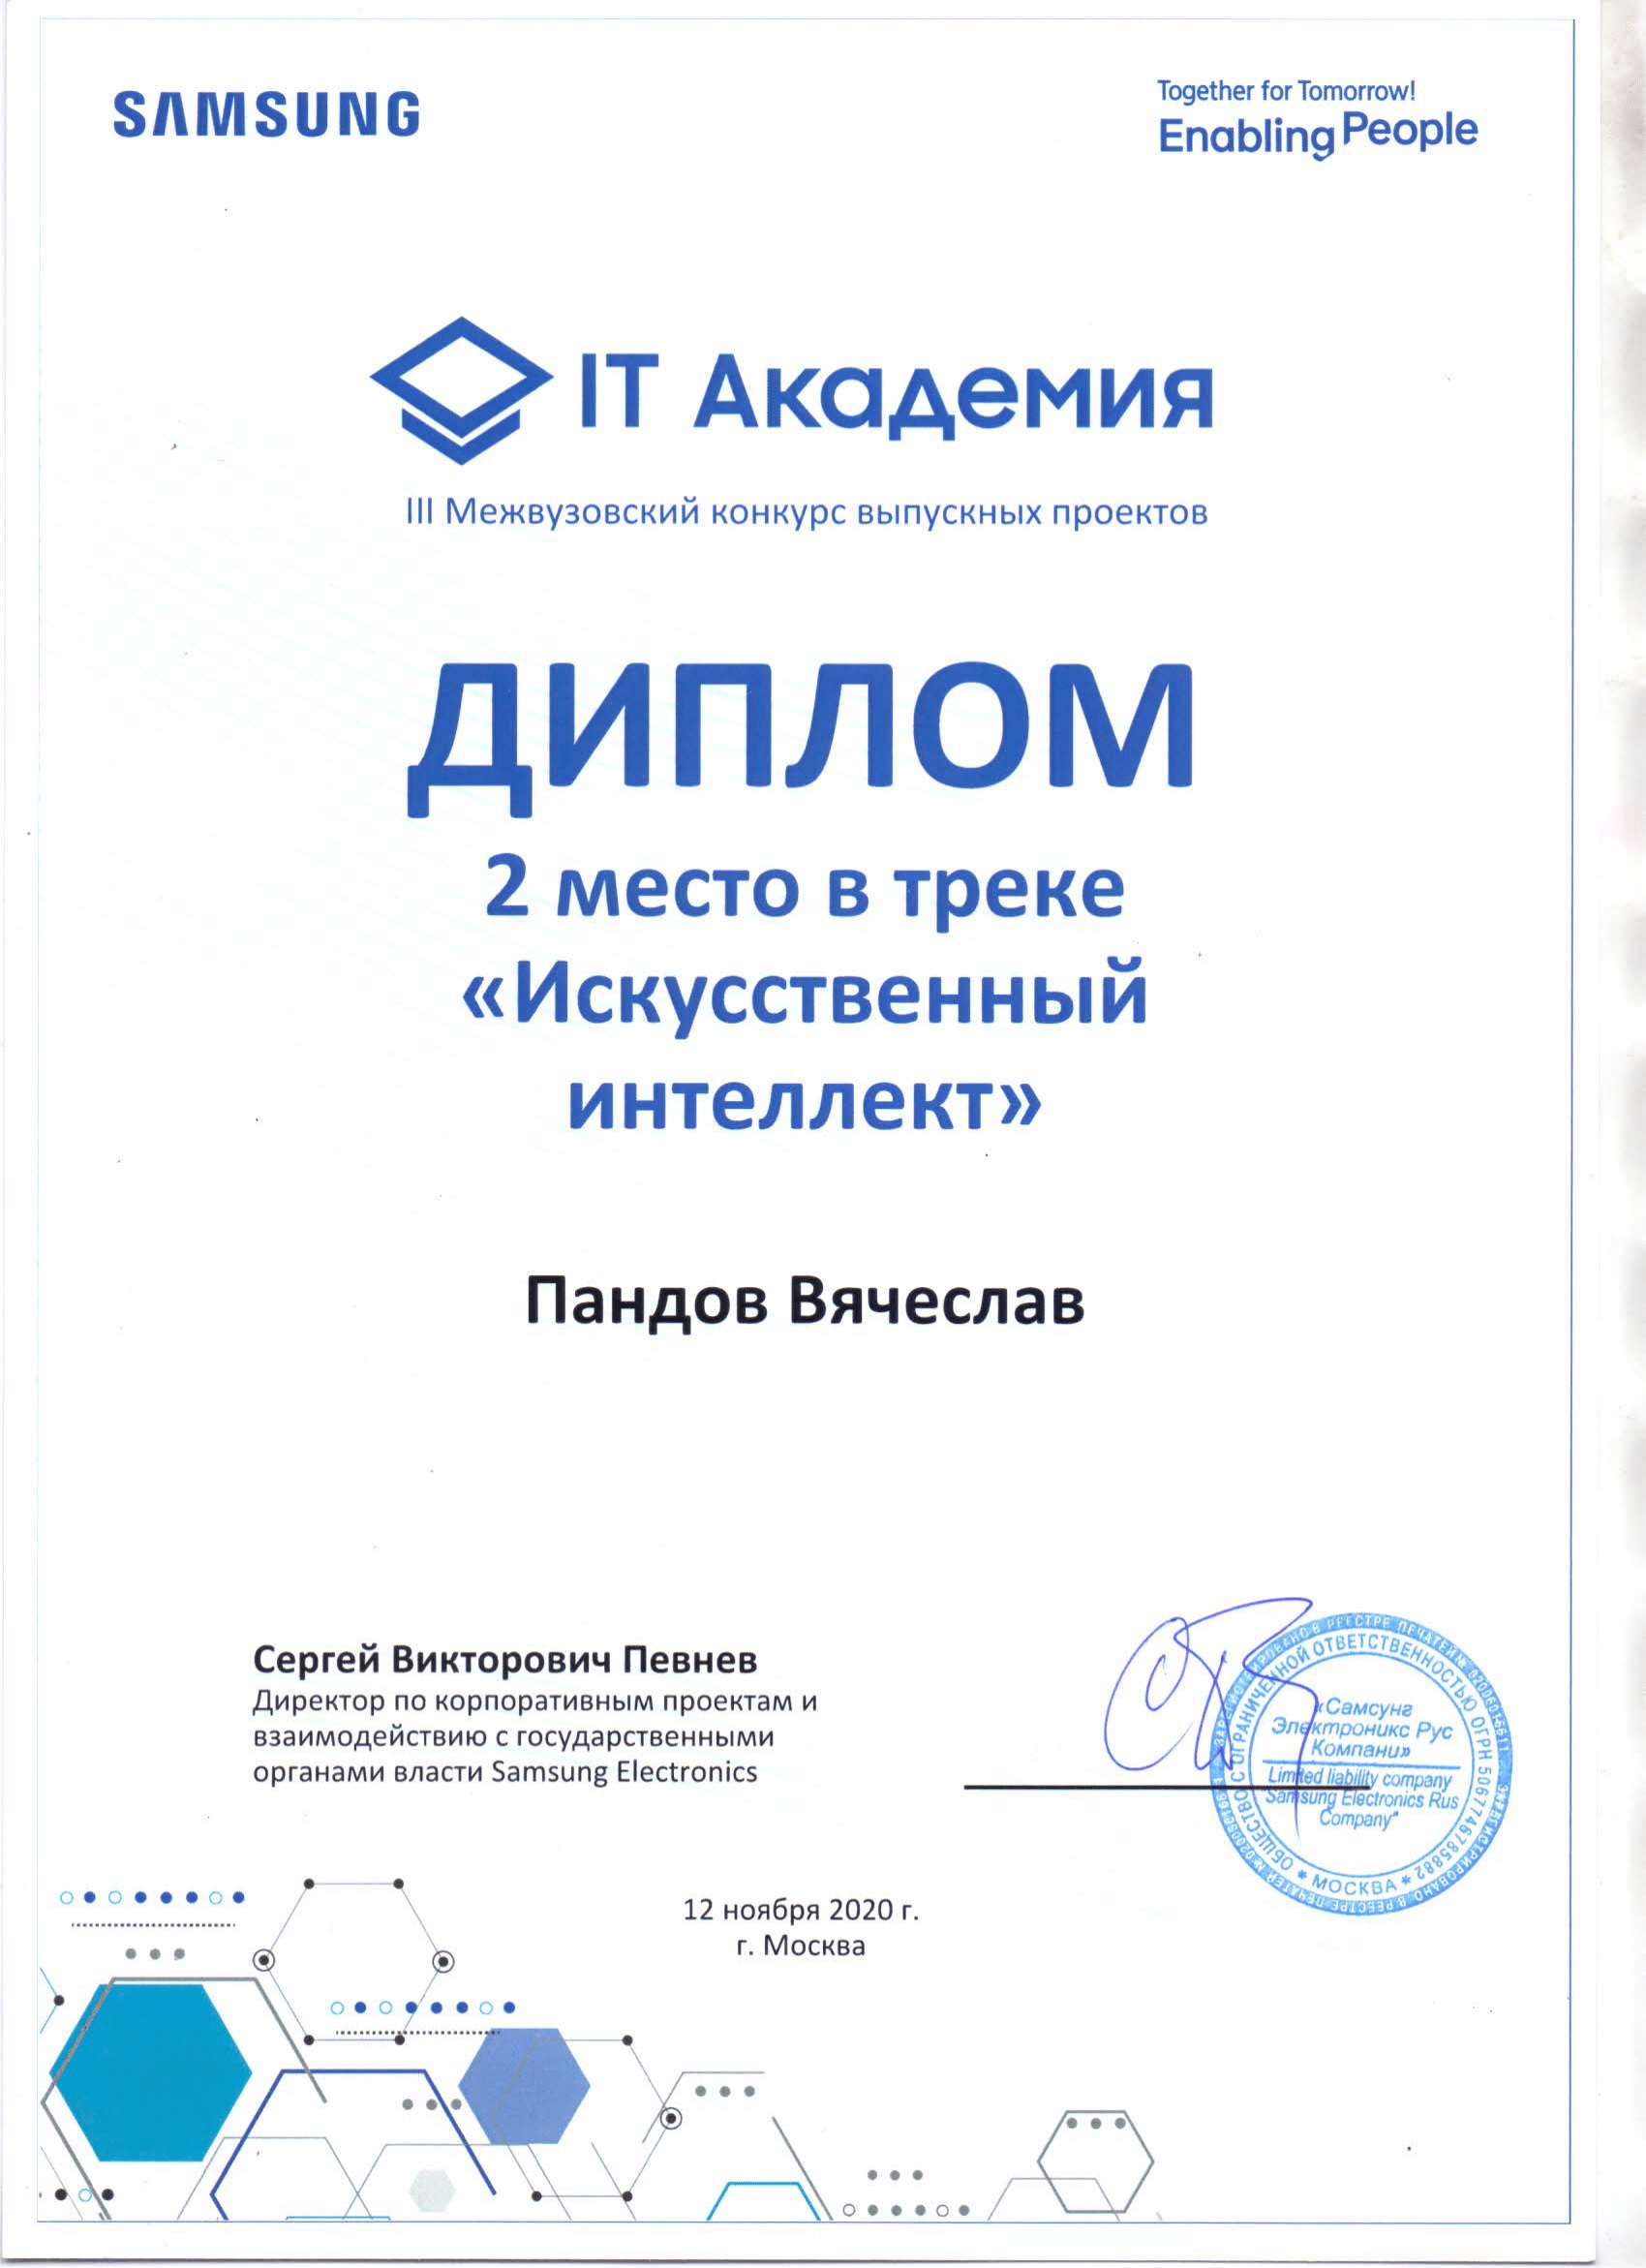 SAMSUNG
Together for Tomorrow!
Enabling People
IT Академия
III Межвузовский конкурс выпускных проектов
ДИПЛОМ
2 место в треке
«Искусственный
интеллект»
Пандов Вячеслав
Сергей Викторович Певнев
Директор по корпоративным проектам и
взаимодействию с государственными
органами власти Samsung Electronics
ОБЩЕСТВО С ОГРАНИЧЕННОЙ ОТВЕТСТВЕННОСТЬЮ ОГРН 5067746785882
* МОСКВА *
«Самсунг
Электроникс Рус
Компани»
Limited liability company
"Samsung Electronics Rus
Company"
12 ноября 2020 г.
г. Москва